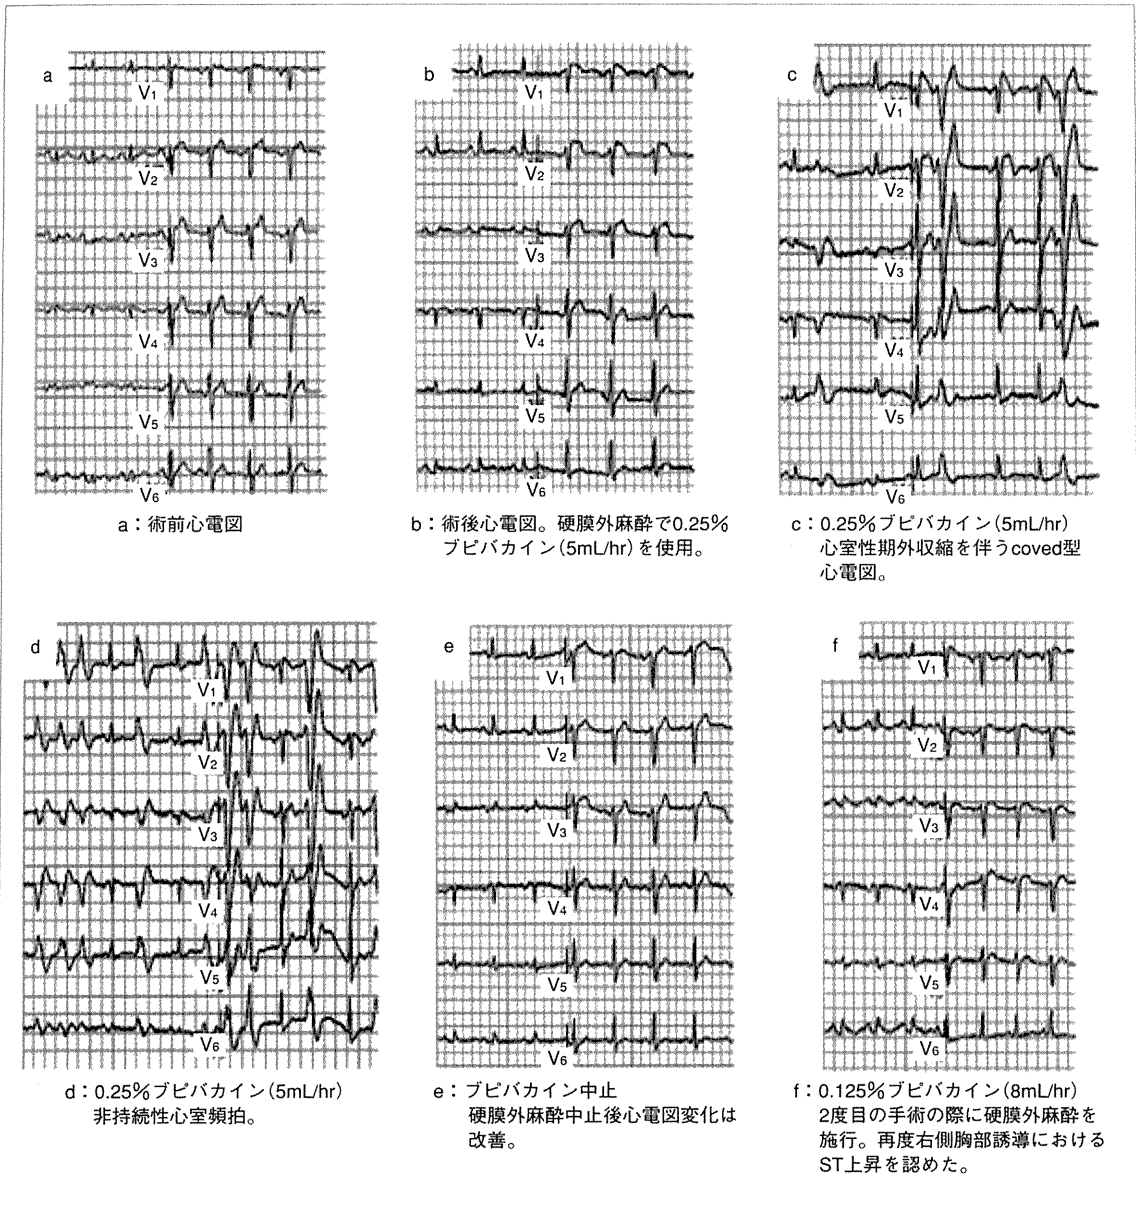 a
V1
V2
V3
V4
V5
V6
a：術前心電図
b
V1
V2
V3
V4
V5
V6
b：術後心電図。硬膜外麻酔で0.25%
ブピバカイン(5mL/hr)を使用。
c
V1
V2
V3
V4
V5
V6
c：0.25%ブピバカイン(5mL/hr)
心室性期外収縮を伴うcoved型
心電図。
d
V1
V2
V3
V4
V5
V6
d：0.25%ブピバカイン(5mL/hr)
非持続性心室頻拍。
e
V1
V2
V3
V4
V5
V6
e：ブピバカイン中止
硬膜外麻酔中止後心電図変化は
改善。
f
V1
V2
V3
V4
V5
V6
f：0.125%ブピバカイン(8mL/hr)
2度目の手術の際に硬膜外麻酔を
施行。再度右側胸部誘導における
ST上昇を認めた。